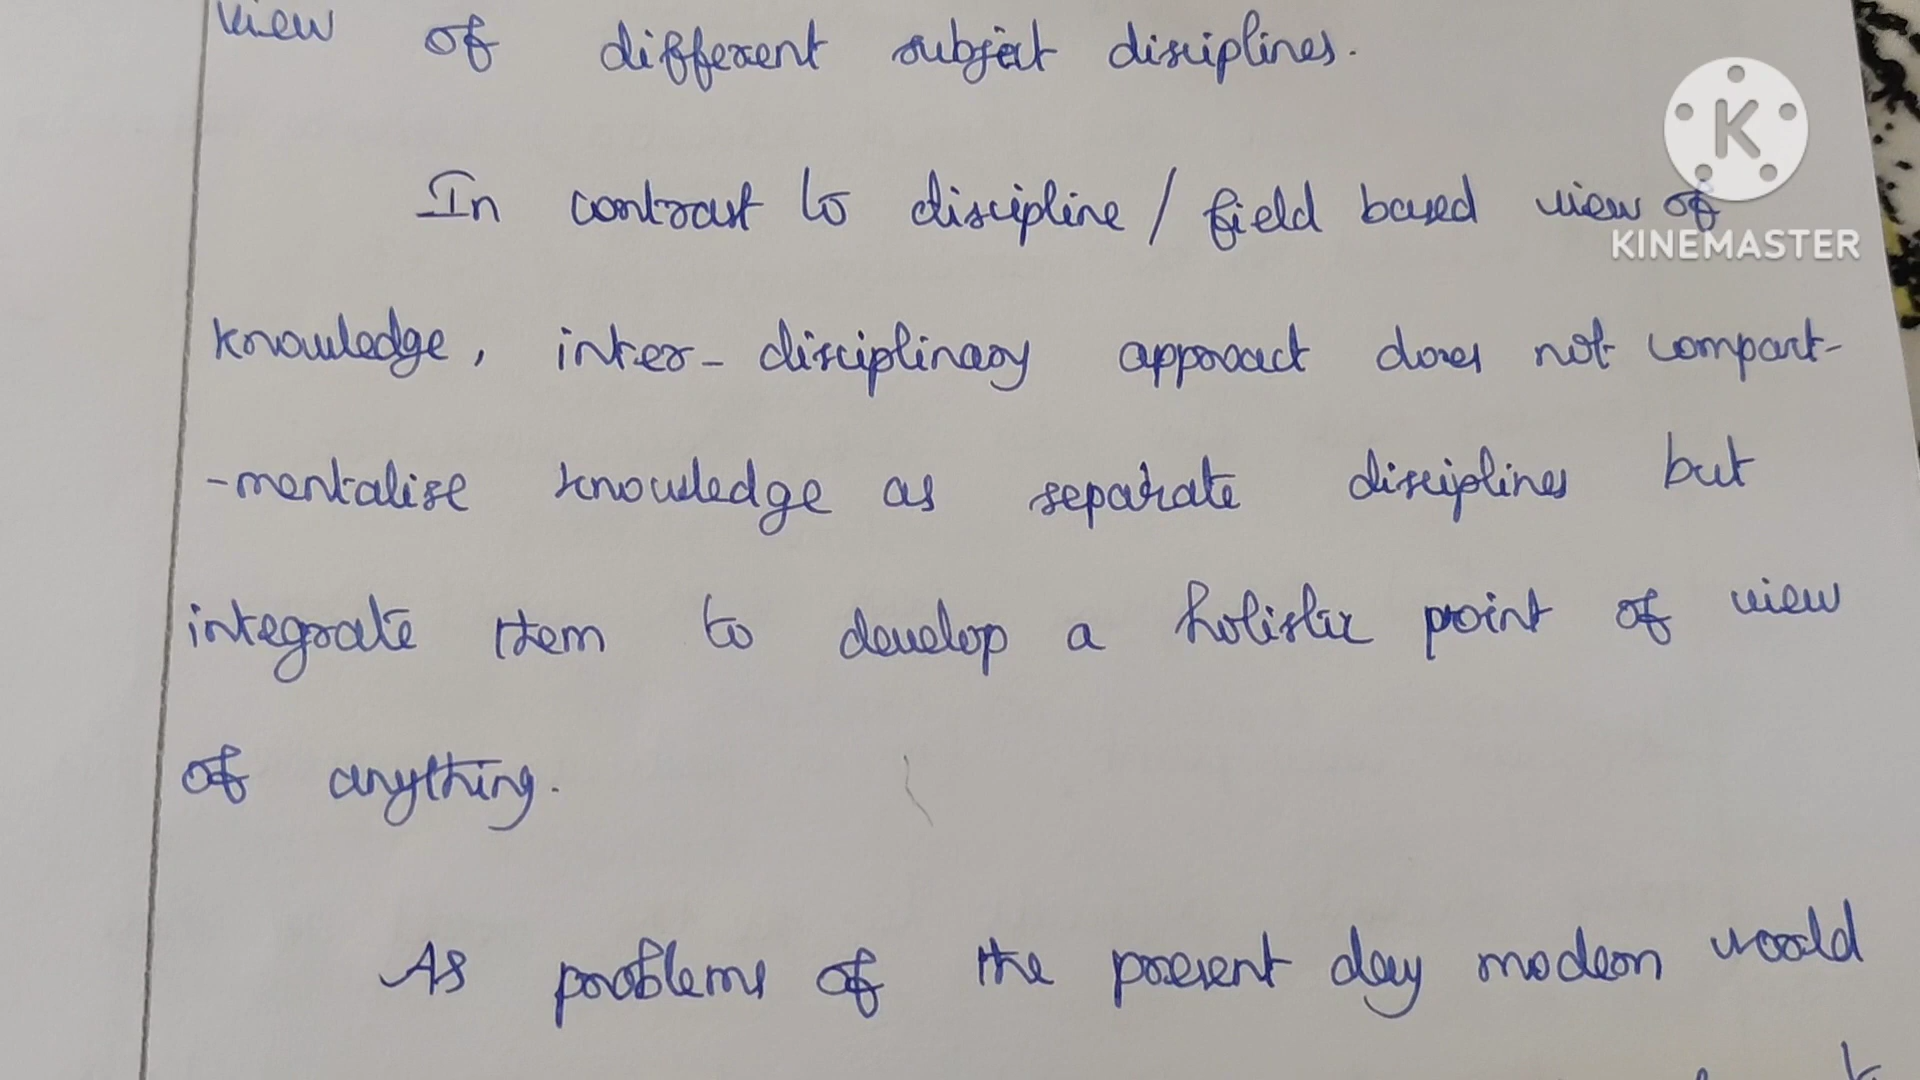 view of different subject disciplines.
In contrast to discipline / field based view of
knowledge, inter-disciplinary approact does not compart-
-mentalise knowledge as separate disciplines but
integrate them to develop a holistic point of view
of anything.
As problems of the present day modern world
K
KINEMASTER